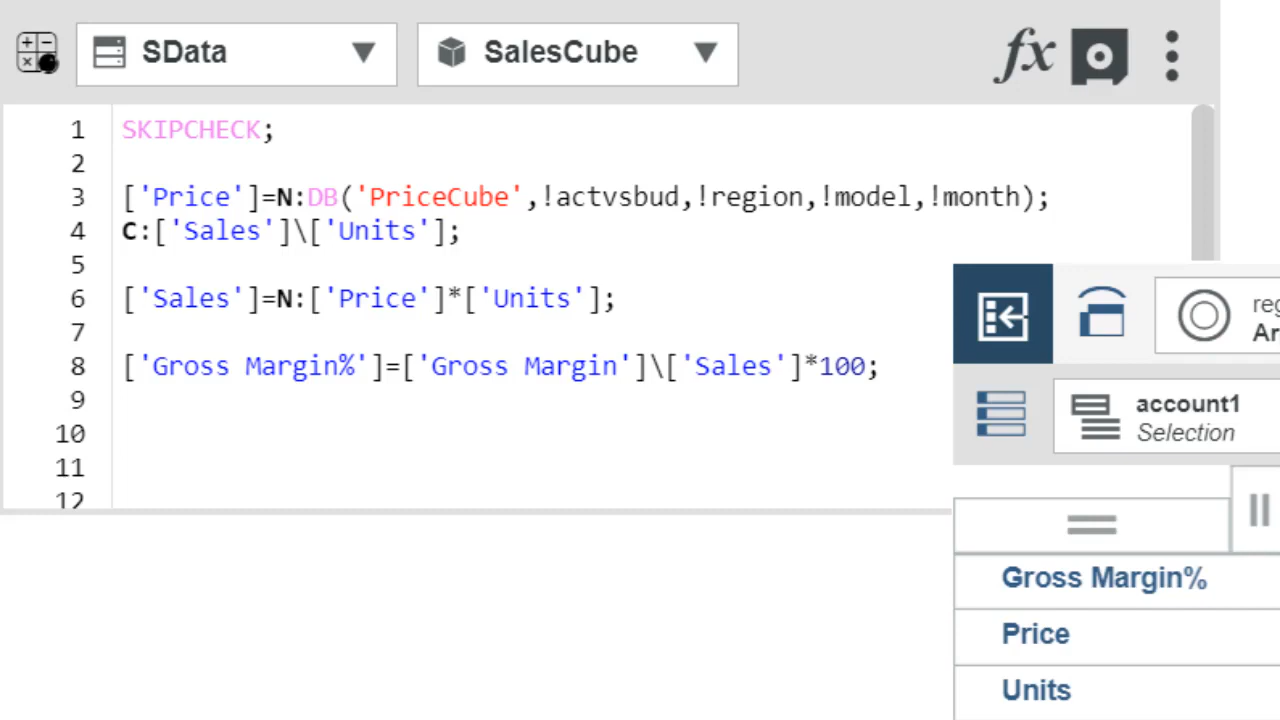 SData
SalesCube
fx
1 SKIPCHECK;
2
3 ['Price']=N:DB('PriceCube',!actvsbud,!region,!model,!month);
4 C:['Sales']\['Units'];
5
6 ['Sales']=N:['Price']*['Units'];
7
8 ['Gross Margin%']=['Gross Margin']\['Sales']*100;
9
10
11
12
reg
Ar
account1
Selection
Gross Margin%
Price
Units